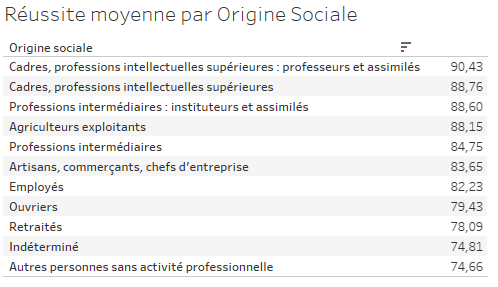 Réussite moyenne par Origine Sociale
Origine sociale
Cadres, professions intellectuelles supérieures : professeurs et assimilés 90,43
Cadres, professions intellectuelles supérieures 88,76
Professions intermédiaires : instituteurs et assimilés 88,60
Agriculteurs exploitants 88,15
Professions intermédiaires 84,75
Artisans, commerçants, chefs d’entreprise 83,65
Employés 82,23
Ouvriers 79,43
Retraités 78,09
Indéterminé 74,81
Autres personnes sans activité professionnelle 74,66